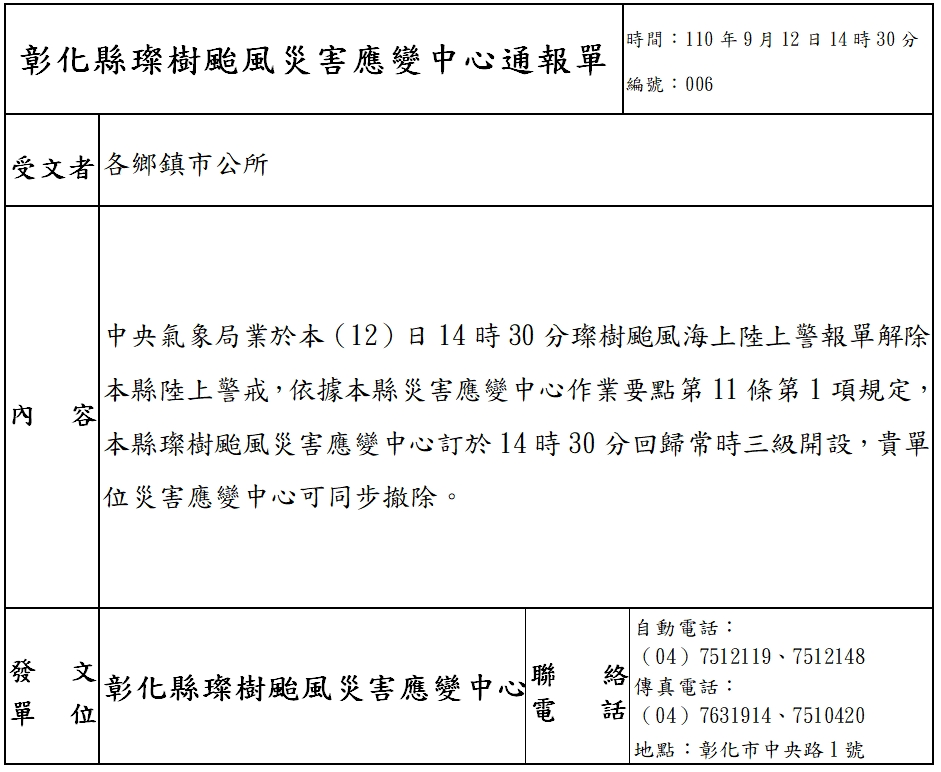 彰化縣璨樹颱風災害應變中心通報單
時間：110 年 9 月 12 日 14 時 30 分
編號：006
受文者
各鄉鎮市公所
內 容
中央氣象局業於本（12）日 14 時 30 分璨樹颱風海上陸上警報單解除
本縣陸上警戒，依據本縣災害應變中心作業要點第 11 條第 1 項規定，
本縣璨樹颱風災害應變中心訂於 14 時 30 分回歸常時三級開設，貴單
位災害應變中心可同步撤除。
發 文
單 位
彰化縣璨樹颱風災害應變中心
聯 絡
電 話
自動電話：
（04）7512119、7512148
傳真電話：
（04）7631914、7510420
地點：彰化市中央路 1 號